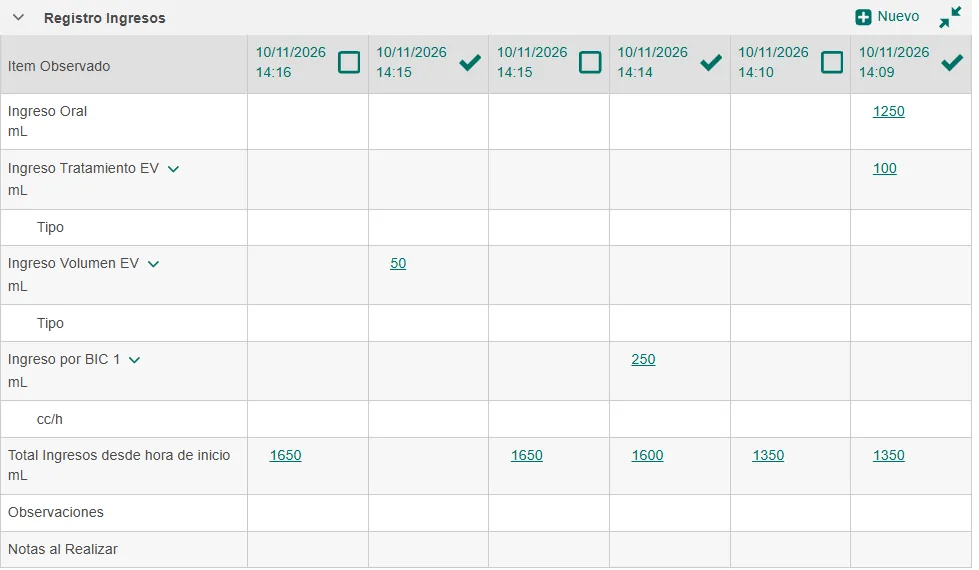 Registro Ingresos
Nuevo
Item Observado
10/11/2026 14:16
10/11/2026 14:15
10/11/2026 14:15
10/11/2026 14:14
10/11/2026 14:10
10/11/2026 14:09
Ingreso Oral
mL
1250
Ingreso Tratamiento EV
mL
100
Tipo
Ingreso Volumen EV
mL
50
Tipo
Ingreso por BIC 1
mL
250
cc/h
Total Ingresos desde hora de inicio
mL
1650 1650 1600 1350 1350
Observaciones
Notas al Realizar